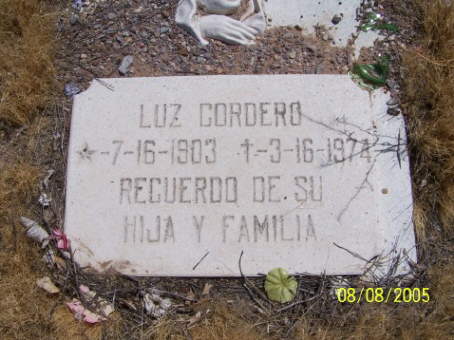 LUZ CORDERO
*-7-16-1903 †-3-16-1974
RECUERDO DE SU
HIJA Y FAMILIA
08/08/2005